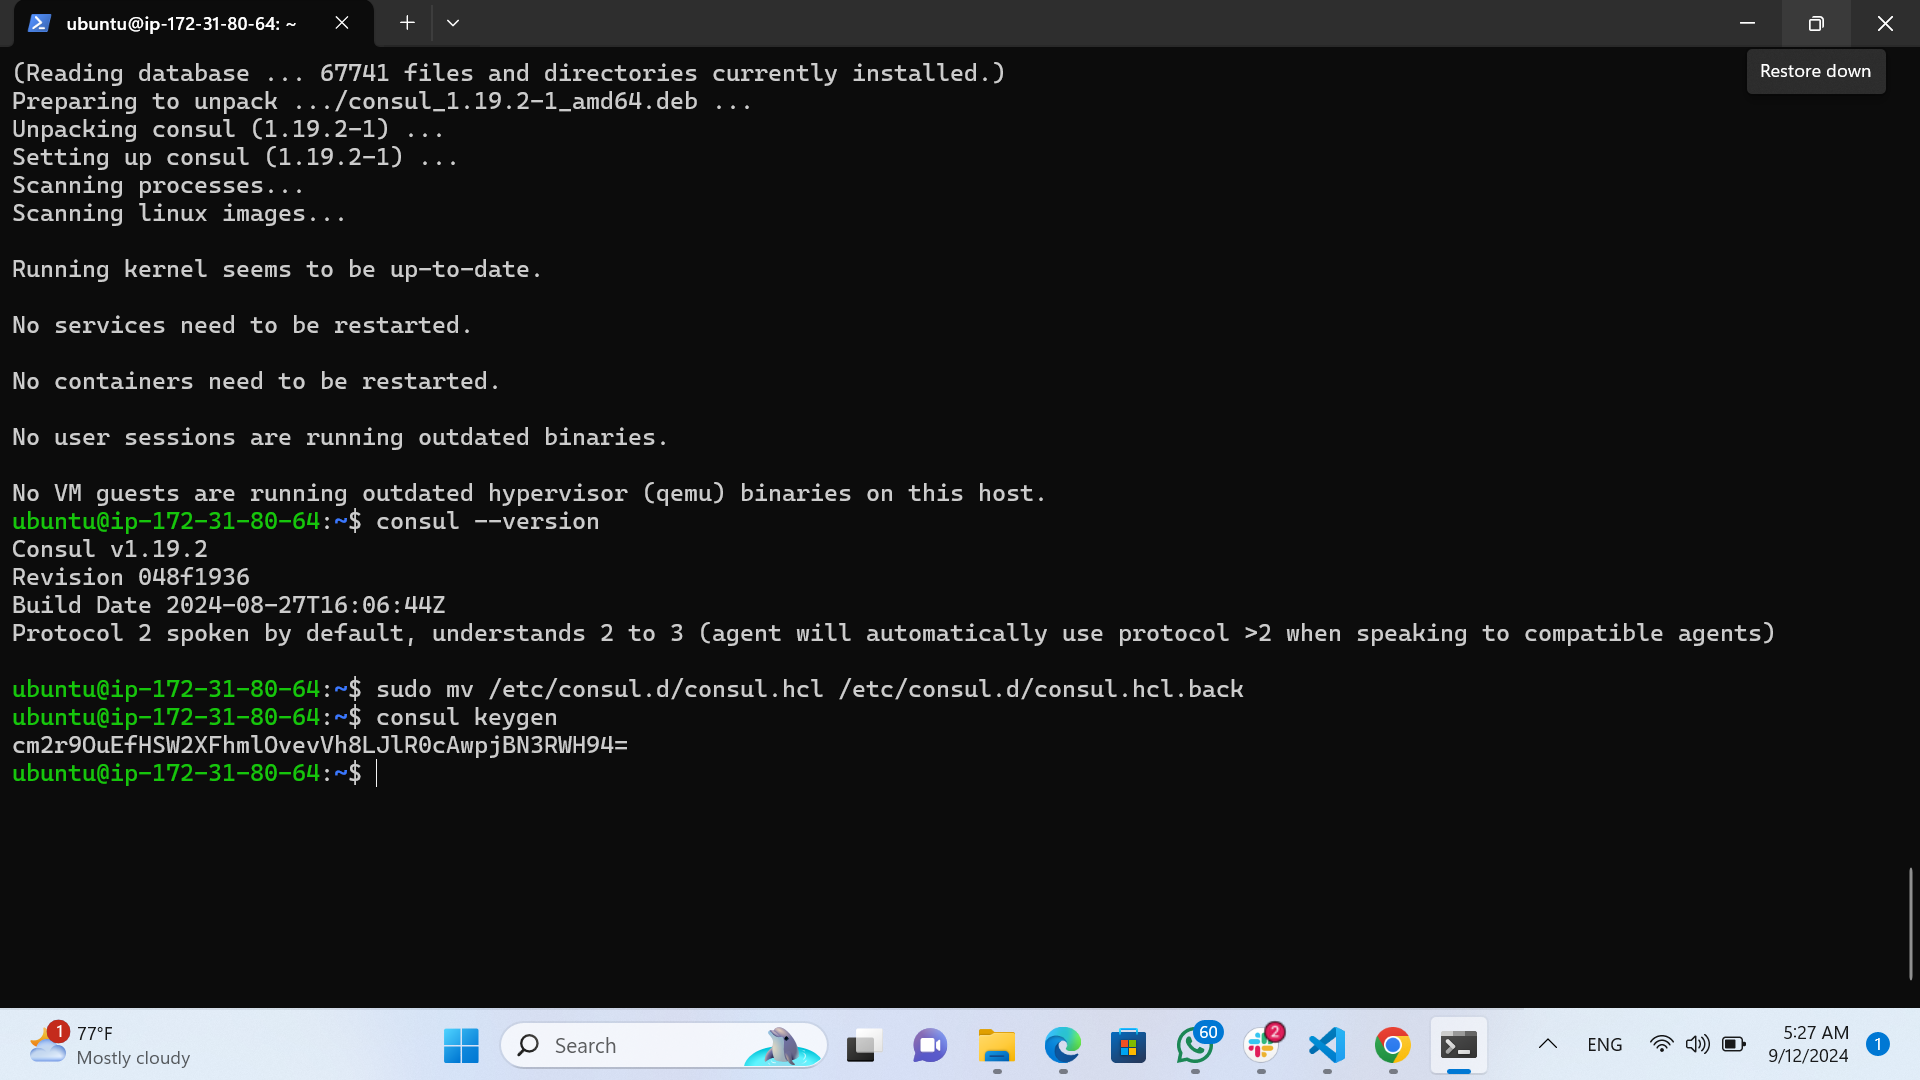 ubuntu@ip-172-31-80-64: ~
Restore down
(Reading database ... 67741 files and directories currently installed.)
Preparing to unpack .../consul_1.19.2-1_amd64.deb ...
Unpacking consul (1.19.2-1) ...
Setting up consul (1.19.2-1) ...
Scanning processes...
Scanning linux images...
Running kernel seems to be up-to-date.
No services need to be restarted.
No containers need to be restarted.
No user sessions are running outdated binaries.
No VM guests are running outdated hypervisor (qemu) binaries on this host.
ubuntu@ip-172-31-80-64:~$ consul --version
Consul v1.19.2
Revision 048f1936
Build Date 2024-08-27T16:06:44Z
Protocol 2 spoken by default, understands 2 to 3 (agent will automatically use protocol >2 when speaking to compatible agents)
ubuntu@ip-172-31-80-64:~$ sudo mv /etc/consul.d/consul.hcl /etc/consul.d/consul.hcl.back
ubuntu@ip-172-31-80-64:~$ consul keygen
cm2r9OuEfHSW2XFhmlOvevVh8LJlR0cAwpjBN3RWH94=
ubuntu@ip-172-31-80-64:~$
1
77°F
Mostly cloudy
Search
60
2
ENG
5:27 AM
9/12/2024
1